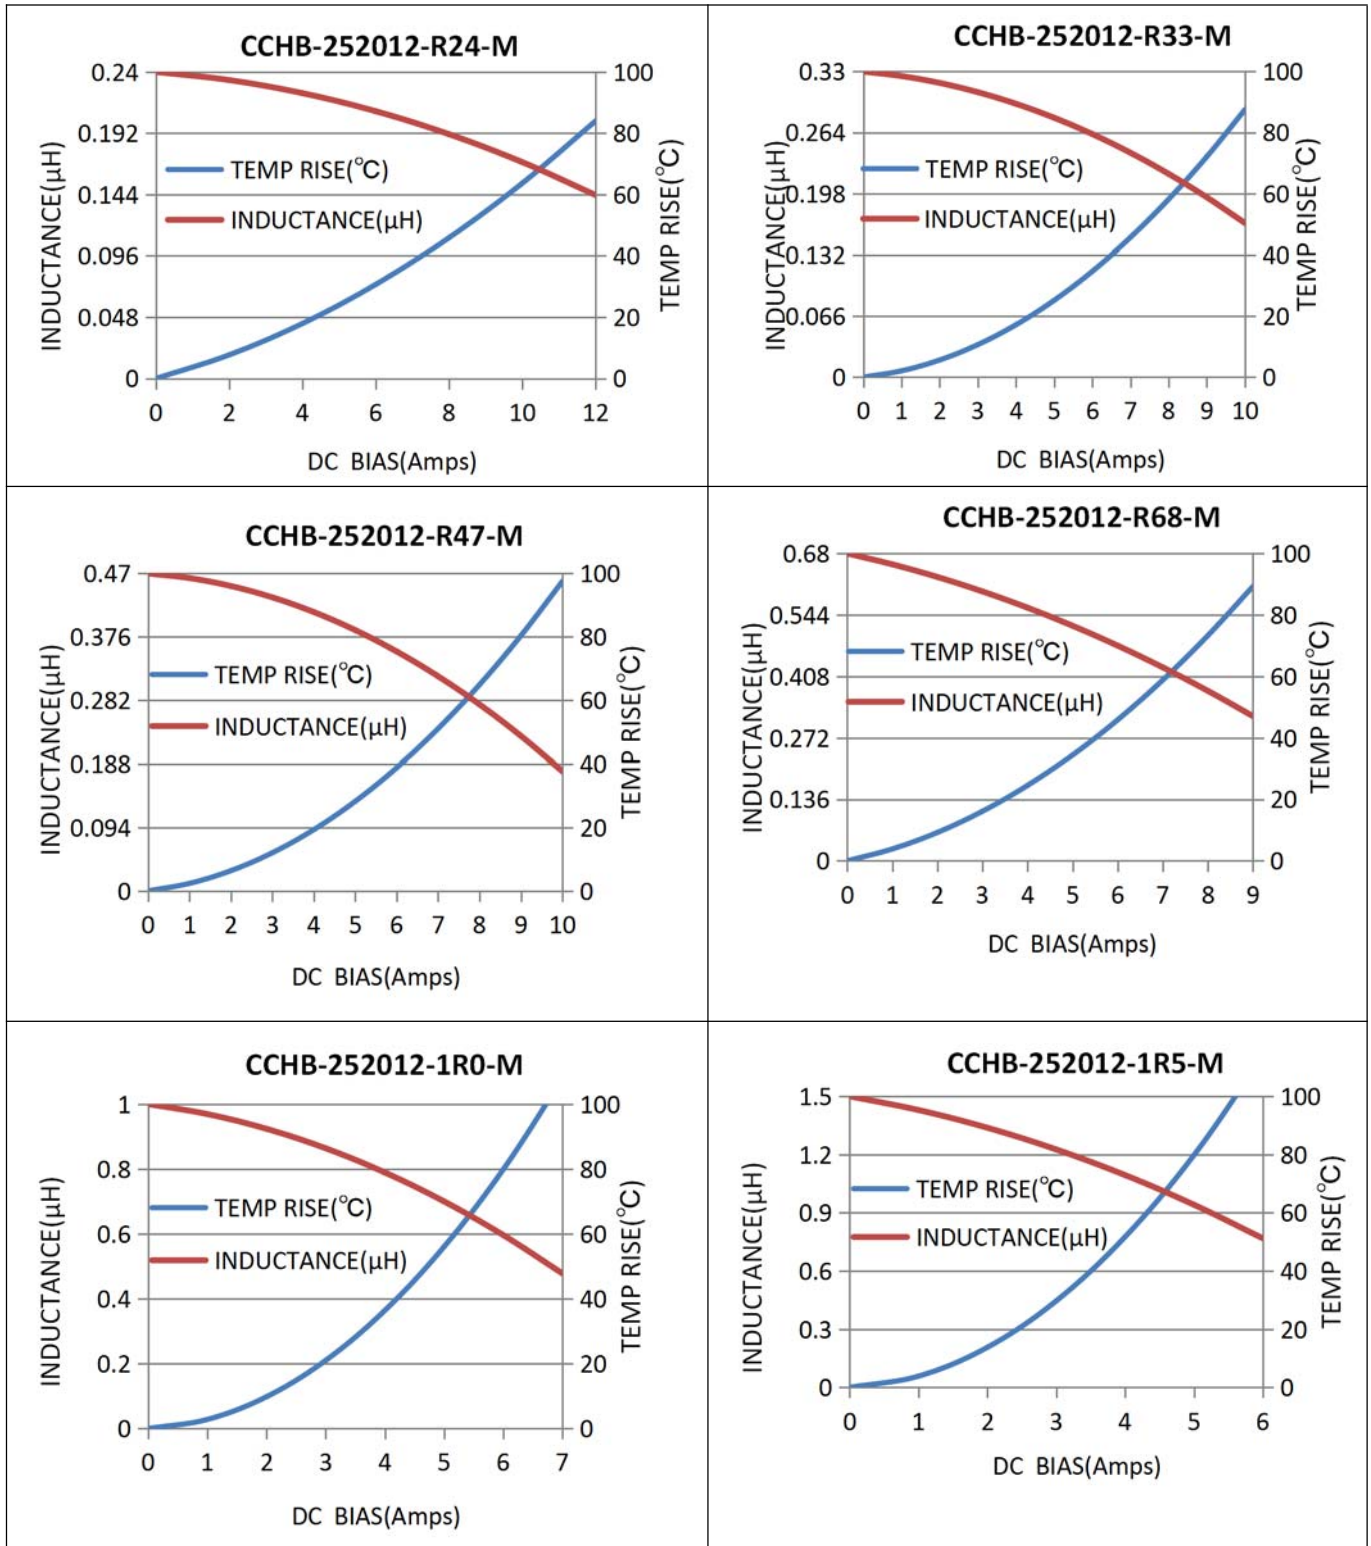 CCHB-252012-R24-M
INDUCTANCE(μH)
0.24
0.192
0.144
0.096
0.048
0
TEMP RISE(℃)
INDUCTANCE(μH)
100
80
60
40
20
0
TEMP RISE(℃)
0 2 4 6 8 10 12
DC BIAS(Amps)
CCHB-252012-R33-M
INDUCTANCE(μH)
0.33
0.264
0.198
0.132
0.066
0
TEMP RISE(℃)
INDUCTANCE(μH)
100
80
60
40
20
0
TEMP RISE(℃)
0 1 2 3 4 5 6 7 8 9 10
DC BIAS(Amps)
CCHB-252012-R47-M
INDUCTANCE(μH)
0.47
0.376
0.282
0.188
0.094
0
TEMP RISE(℃)
INDUCTANCE(μH)
100
80
60
40
20
0
TEMP RISE(℃)
0 1 2 3 4 5 6 7 8 9 10
DC BIAS(Amps)
CCHB-252012-R68-M
INDUCTANCE(μH)
0.68
0.544
0.408
0.272
0.136
0
TEMP RISE(℃)
INDUCTANCE(μH)
100
80
60
40
20
0
TEMP RISE(℃)
0 1 2 3 4 5 6 7 8 9
DC BIAS(Amps)
CCHB-252012-1R0-M
INDUCTANCE(μH)
1
0.8
0.6
0.4
0.2
0
TEMP RISE(℃)
INDUCTANCE(μH)
100
80
60
40
20
0
TEMP RISE(℃)
0 1 2 3 4 5 6 7
DC BIAS(Amps)
CCHB-252012-1R5-M
INDUCTANCE(μH)
1.5
1.2
0.9
0.6
0.3
0
TEMP RISE(℃)
INDUCTANCE(μH)
100
80
60
40
20
0
TEMP RISE(℃)
0 1 2 3 4 5 6
DC BIAS(Amps)